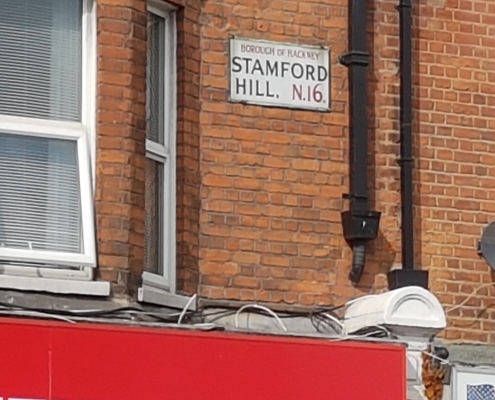 BOROUGH OF HACKNEY
STAMFORD
HILL. N.16.